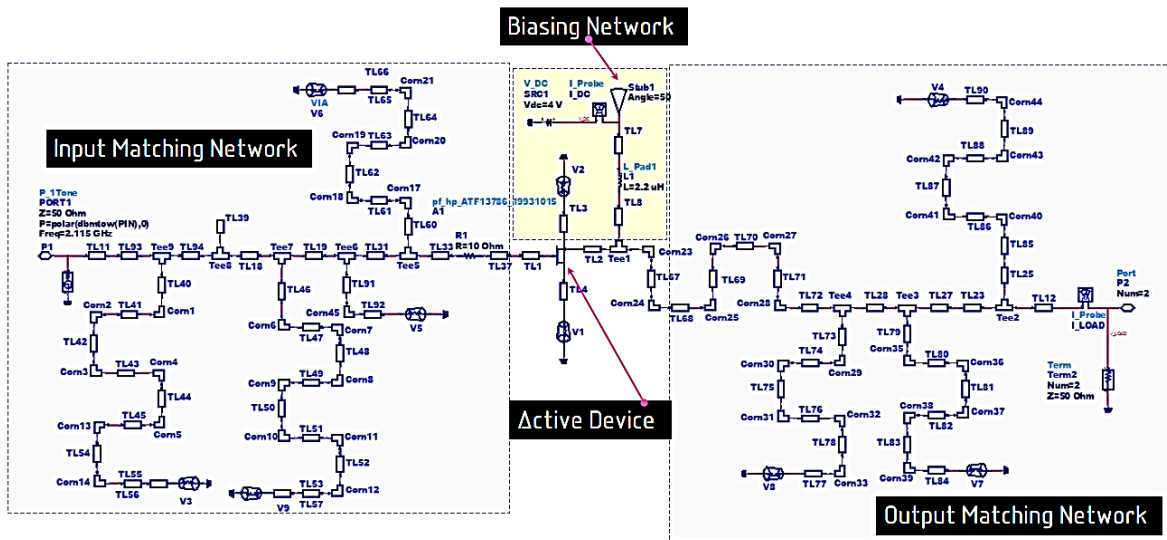 Biasing Network
Input Matching Network
TL66
Corn21
VIA
V6
TL65
TL64
Corn19
TL63
Corn20
TL62
Corn18
Corn17
TL61
TL60
pf_hp_ATF13786_19931015
A1
P_1Tone
PORT1
Z=50 Ohm
P=polar(dbmtow(PIN),0)
Freq=2.115 GHz
P1
TL11
TL93
Tee9
TL94
TL39
Tee8
TL18
Tee7
TL19
Tee6
TL31
Tee5
TL33
R1
R=10 Ohm
TL37
TL1
TL40
Corn2
TL41
Corn1
TL42
Corn3
TL43
Corn4
TL44
Corn13
TL45
Corn5
TL54
Corn14
TL55
TL56
V3
TL46
TL91
Corn45
TL92
V5
Corn6
TL47
Corn7
TL48
Corn9
TL49
Corn8
TL50
Corn10
TL51
Corn11
TL52
TL53
Corn12
V9
TL57
V_DC
SRC1
Vdc=4 V
I_Probe
I_DC
Stub1
Angle=50
TL7
L_Pad1
L1
L=2.2 uH
TL8
V2
TL3
TL2
Tee1
TL4
V1
Active Device
Corn23
TL67
Corn24
TL68
Corn26
TL70
Corn27
TL69
Corn25
TL71
Corn28
TL72
Tee4
TL28
Tee3
TL27
TL23
Tee2
TL12
V4
TL90
Corn44
TL89
Corn42
TL88
Corn43
TL87
Corn41
TL86
Corn40
TL85
TL25
Port
P2
Num=2
I_Probe
I_LOAD
Term
Term2
Num=2
Z=50 Ohm
TL73
Corn30
TL74
Corn29
TL75
Corn31
TL76
Corn32
TL78
V8
TL77
Corn33
TL79
Corn35
TL80
Corn36
TL81
Corn38
TL82
Corn37
TL83
Corn39
TL84
V7
Output Matching Network